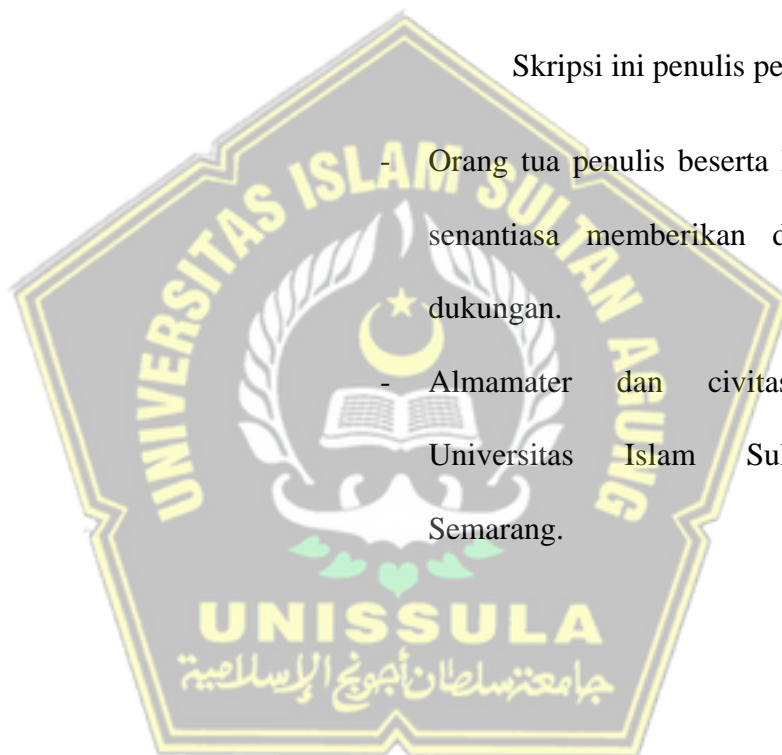 Skripsi ini penulis pe
- Orang tua penulis beserta
senantiasa memberikan d
dukungan.
- Almamater dan civitas
Universitas Islam Sul
Semarang.
UNIVERSITAS ISLAM SULTAN AGUNG
UNISSULA
جامعة سلطان أجونج الإسلامية